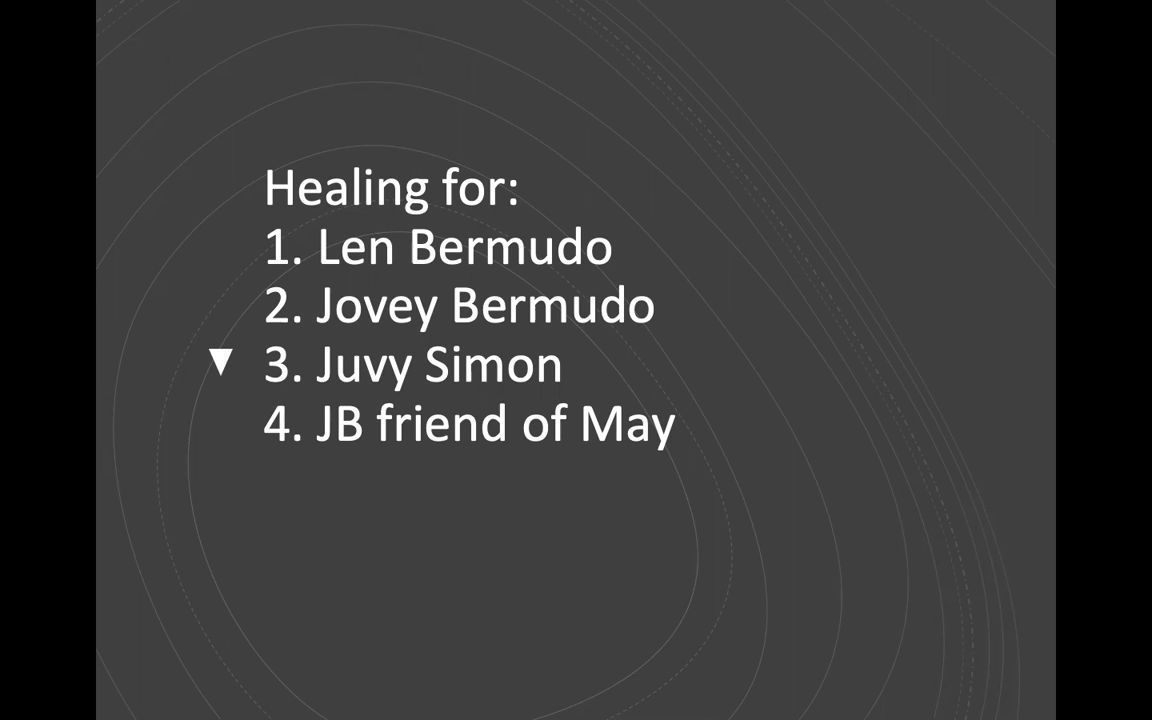 Healing for:
1. Len Bermudo
2. Jovey Bermudo
3. Juvy Simon
4. JB friend of May